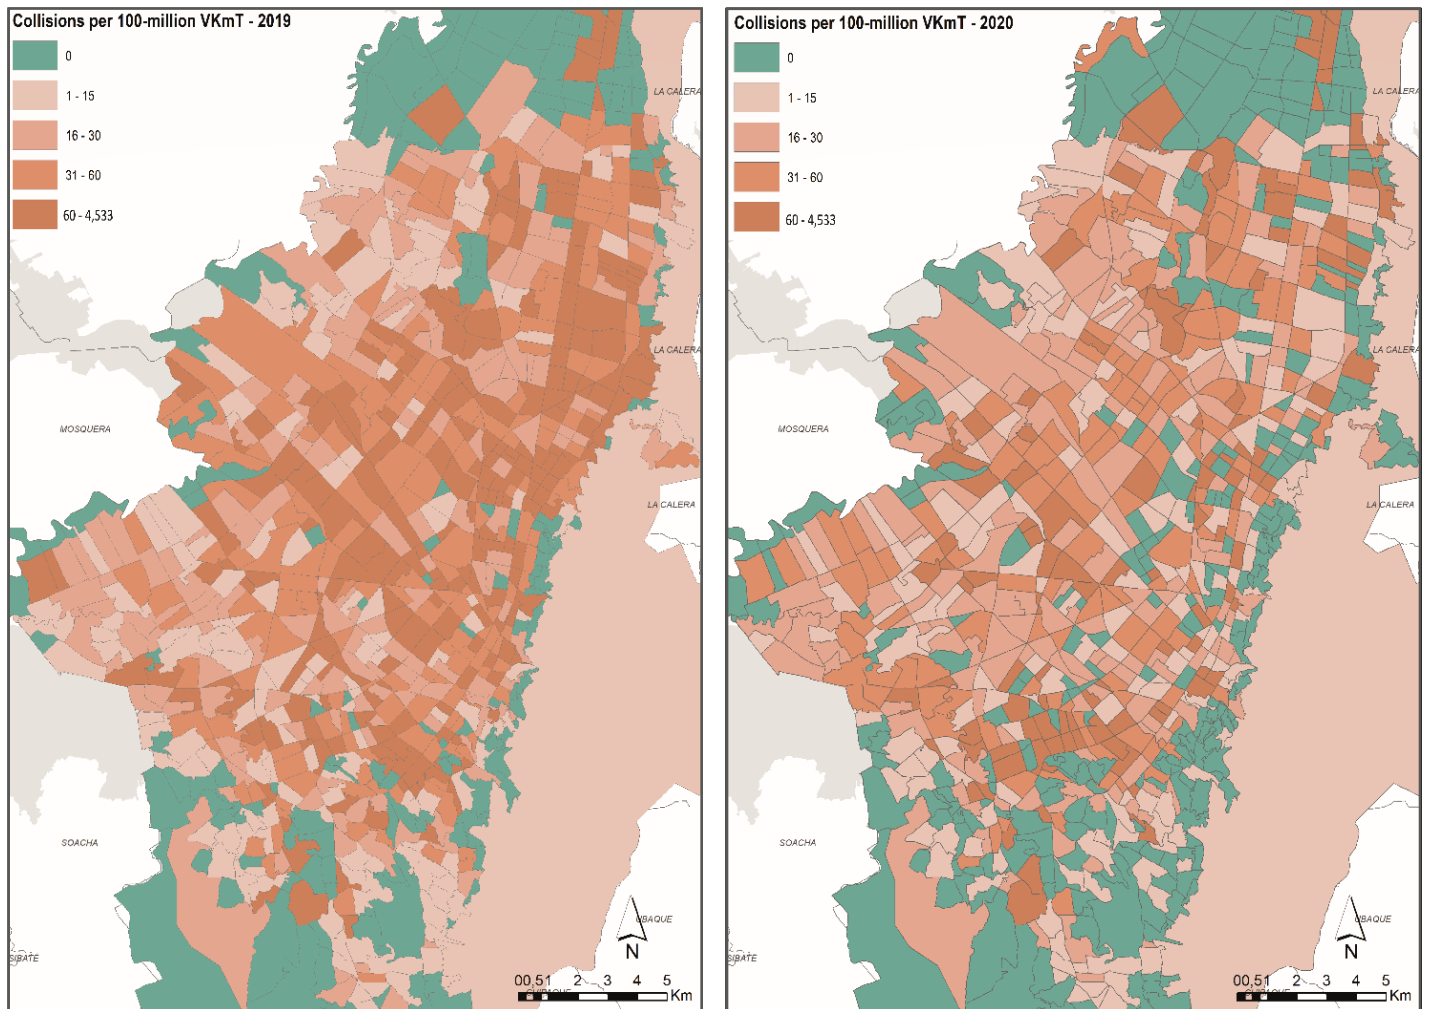 Collisions per 100-million VKmT - 2019
0
1 - 15
16 - 30
31 - 60
60 - 4,533
LA CALERA
LA CALERA
MOSQUERA
LA CALERA
SOACHA
UBAQUE
SIBATÉ
N
00,51 2 3 4 5
Km
Collisions per 100-million VKmT - 2020
0
1 - 15
16 - 30
31 - 60
60 - 4,533
LA CALERA
LA CALERA
MOSQUERA
LA CALERA
SOACHA
UBAQUE
SIBATÉ
N
00,51 2 3 4 5
Km